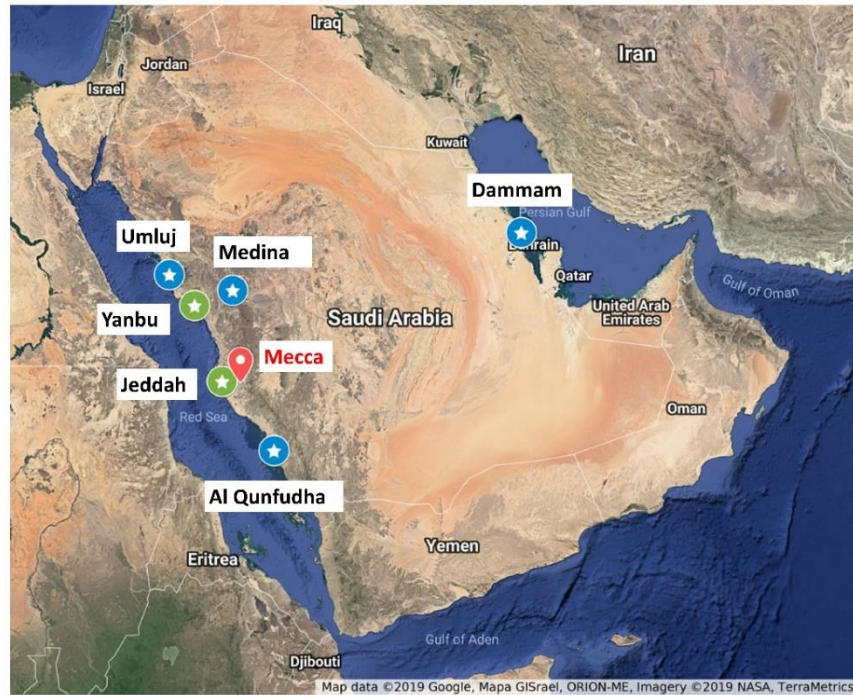 Iraq
Iran
Jordan
Israel
Kuwait
Dammam
Persian Gulf
Umluj
Medina
Bahrain
Qatar
Gulf of Oman
Yanbu
United Arab
Emirates
Saudi Arabia
Mecca
Jeddah
Red Sea
Oman
Al Qunfudha
Yemen
Eritrea
Gulf of Aden
Djibouti
Map data ©2019 Google, Mapa GISrael, ORION-ME, Imagery ©2019 NASA, TerraMetrics